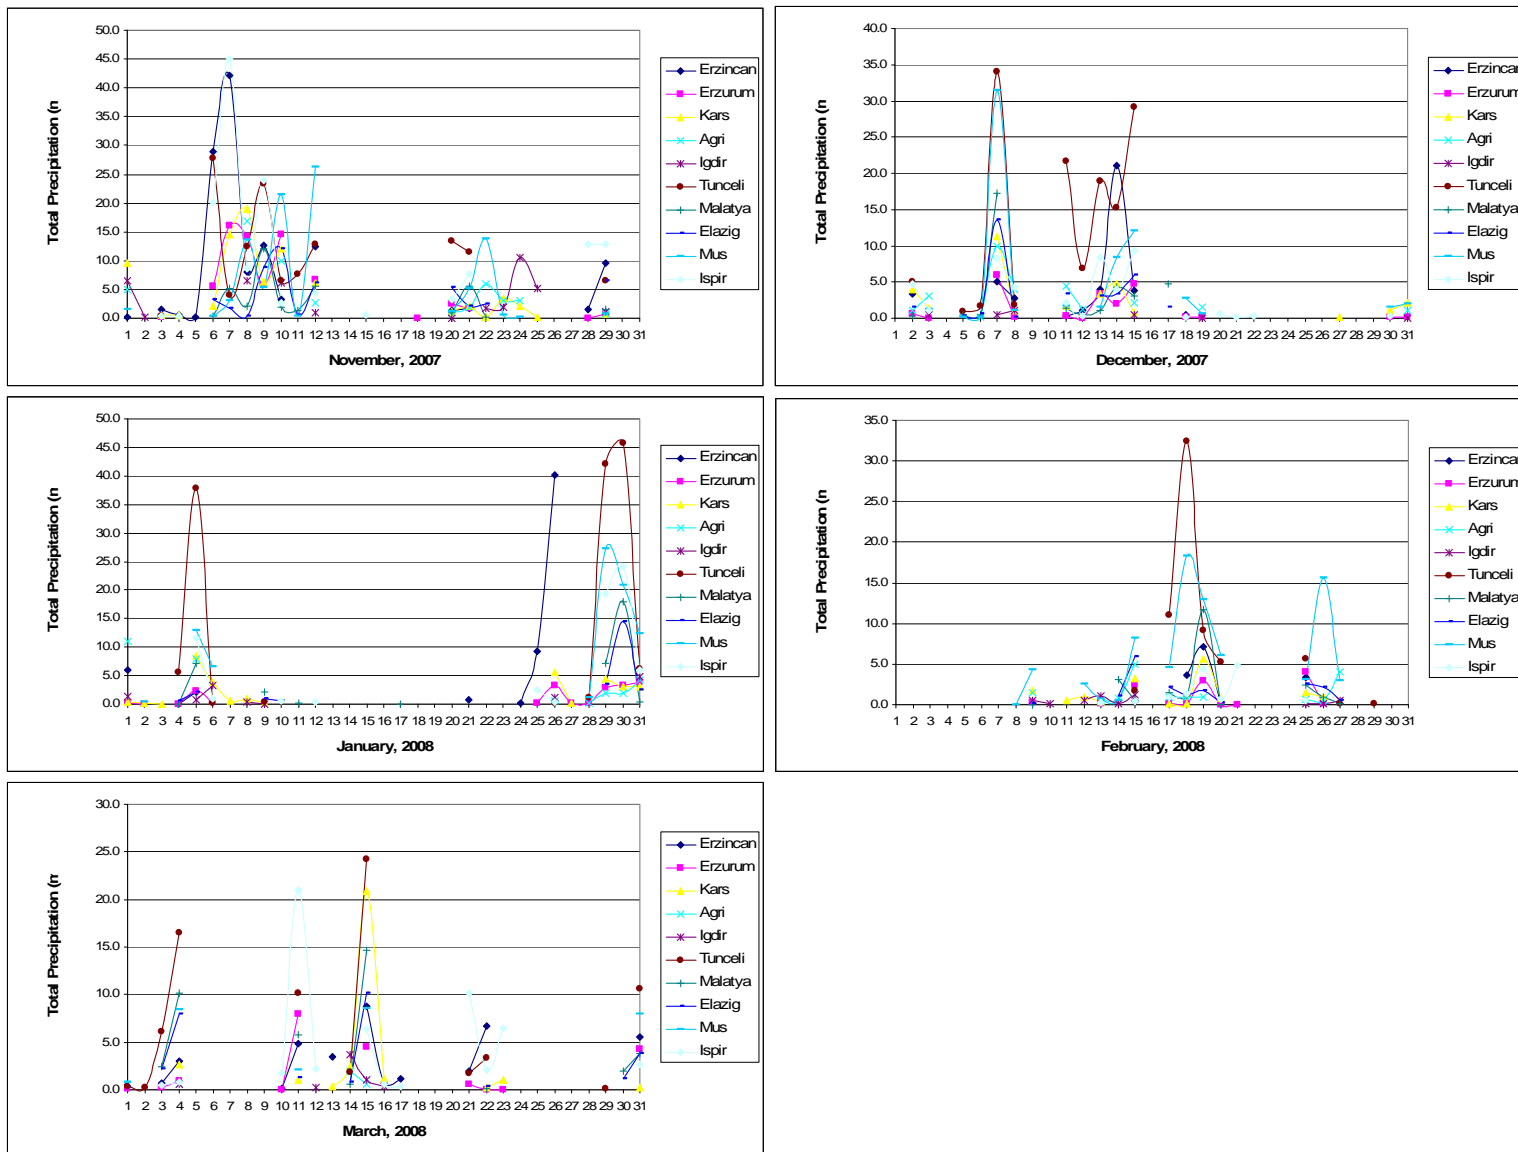 50.0
45.0
40.0
35.0
30.0
25.0
20.0
15.0
10.0
5.0
0.0
Total Precipitation (n
1 2 3 4 5 6 7 8 9 10 11 12 13 14 15 16 17 18 19 20 21 22 23 24 25 26 27 28 29 30 31
November, 2007
Erzincan
Erzurum
Kars
Agri
Igdir
Tunceli
Malatya
Elazig
Mus
Ispir
40.0
35.0
30.0
25.0
20.0
15.0
10.0
5.0
0.0
Total Precipitation (n
1 2 3 4 5 6 7 8 9 10 11 12 13 14 15 16 17 18 19 20 21 22 23 24 25 26 27 28 29 30 31
December, 2007
Erzincan
Erzurum
Kars
Agri
Igdir
Tunceli
Malatya
Elazig
Mus
Ispir
50.0
45.0
40.0
35.0
30.0
25.0
20.0
15.0
10.0
5.0
0.0
Total Precipitation (n
1 2 3 4 5 6 7 8 9 10 11 12 13 14 15 16 17 18 19 20 21 22 23 24 25 26 27 28 29 30 31
January, 2008
Erzincan
Erzurum
Kars
Agri
Igdir
Tunceli
Malatya
Elazig
Mus
Ispir
35.0
30.0
25.0
20.0
15.0
10.0
5.0
0.0
Total Precipitation (n
1 2 3 4 5 6 7 8 9 10 11 12 13 14 15 16 17 18 19 20 21 22 23 24 25 26 27 28 29 30 31
February, 2008
Erzincan
Erzurum
Kars
Agri
Igdir
Tunceli
Malatya
Elazig
Mus
Ispir
30.0
25.0
20.0
15.0
10.0
5.0
0.0
Total Precipitation (n
1 2 3 4 5 6 7 8 9 10 11 12 13 14 15 16 17 18 19 20 21 22 23 24 25 26 27 28 29 30 31
March, 2008
Erzincan
Erzurum
Kars
Agri
Igdir
Tunceli
Malatya
Elazig
Mus
Ispir